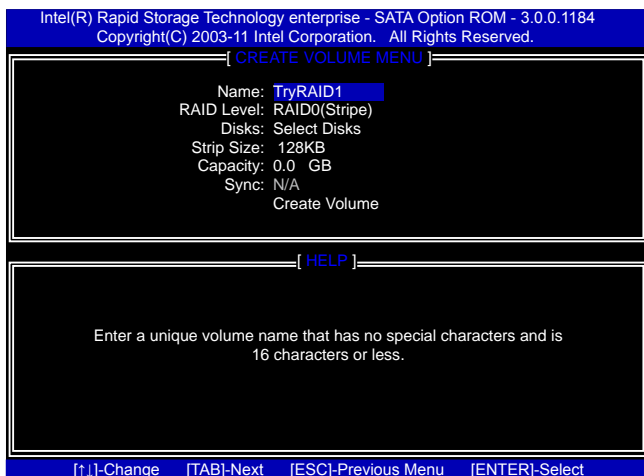 Intel(R) Rapid Storage Technology enterprise - SATA Option ROM - 3.0.0.1184
Copyright(C) 2003-11 Intel Corporation. All Rights Reserved.
[ CREATE VOLUME MENU ]
Name: TryRAID1
RAID Level: RAID0(Stripe)
Disks: Select Disks
Strip Size: 128KB
Capacity: 0.0 GB
Sync: N/A
Create Volume
[ HELP ]
Enter a unique volume name that has no special characters and is
16 characters or less.
[↑↓]-Change [TAB]-Next [ESC]-Previous Menu [ENTER]-Select